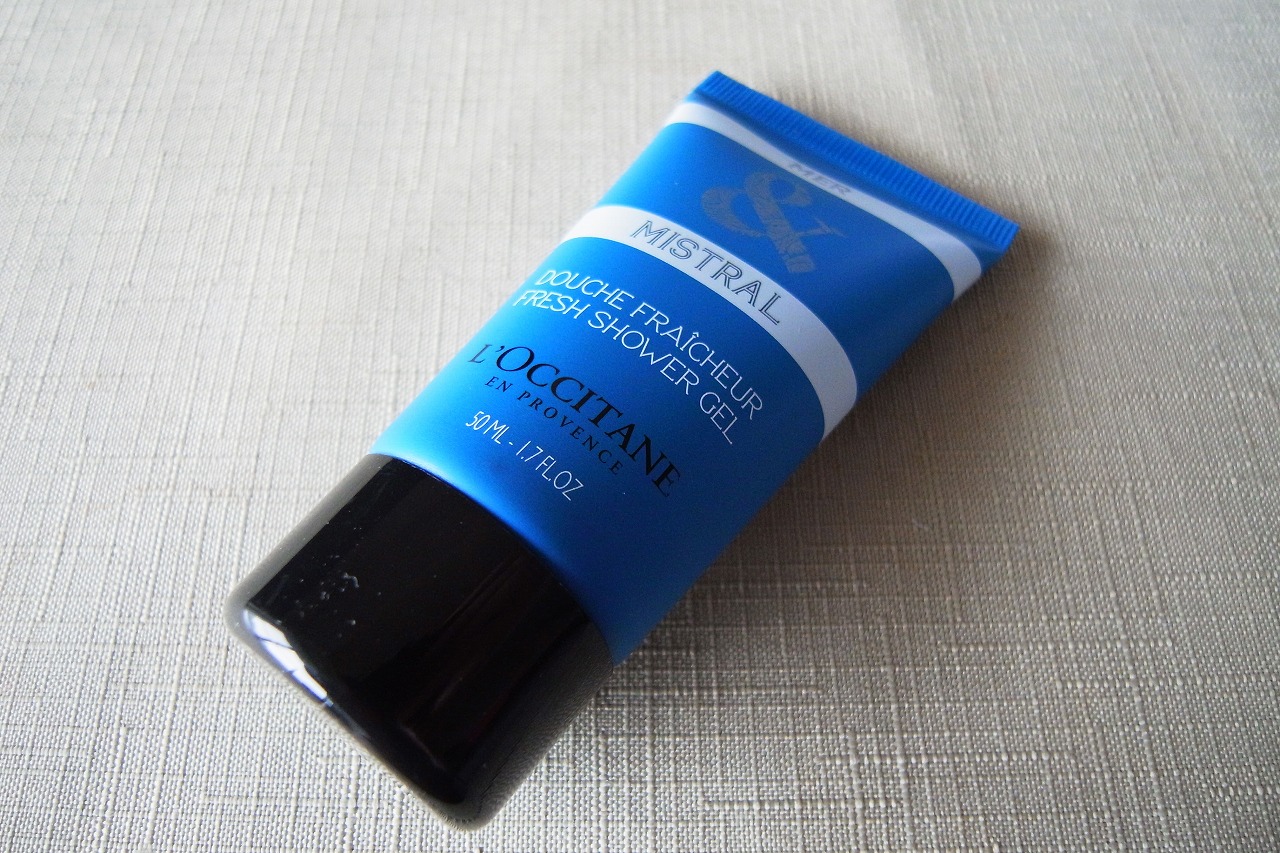 MER
&
MISTRAL
DOUCHE FRAÎCHEUR
FRESH SHOWER GEL
L'OCCITANE
EN PROVENCE
50 ML - 1.7 FL.OZ